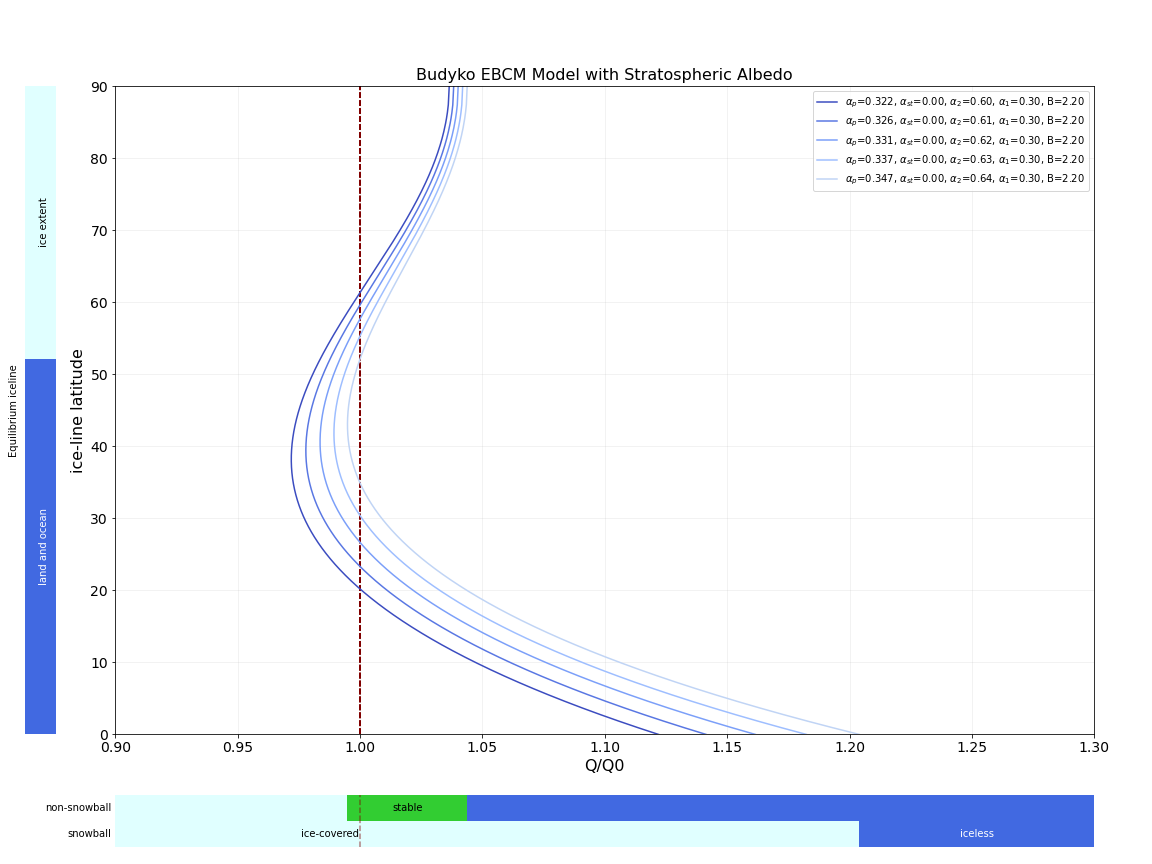 Budyko EBCM Model with Stratospheric Albedo
90
80
70
60
50
40
30
20
10
0
ice-line latitude
Equilibrium iceline
ice extent
land and ocean
αp=0.322, αst=0.00, α2=0.60, α1=0.30, B=2.20
αp=0.326, αst=0.00, α2=0.61, α1=0.30, B=2.20
αp=0.331, αst=0.00, α2=0.62, α1=0.30, B=2.20
αp=0.337, αst=0.00, α2=0.63, α1=0.30, B=2.20
αp=0.347, αst=0.00, α2=0.64, α1=0.30, B=2.20
0.90 0.95 1.00 1.05 1.10 1.15 1.20 1.25 1.30
Q/Q0
non-snowball stable
snowball ice-covered iceless